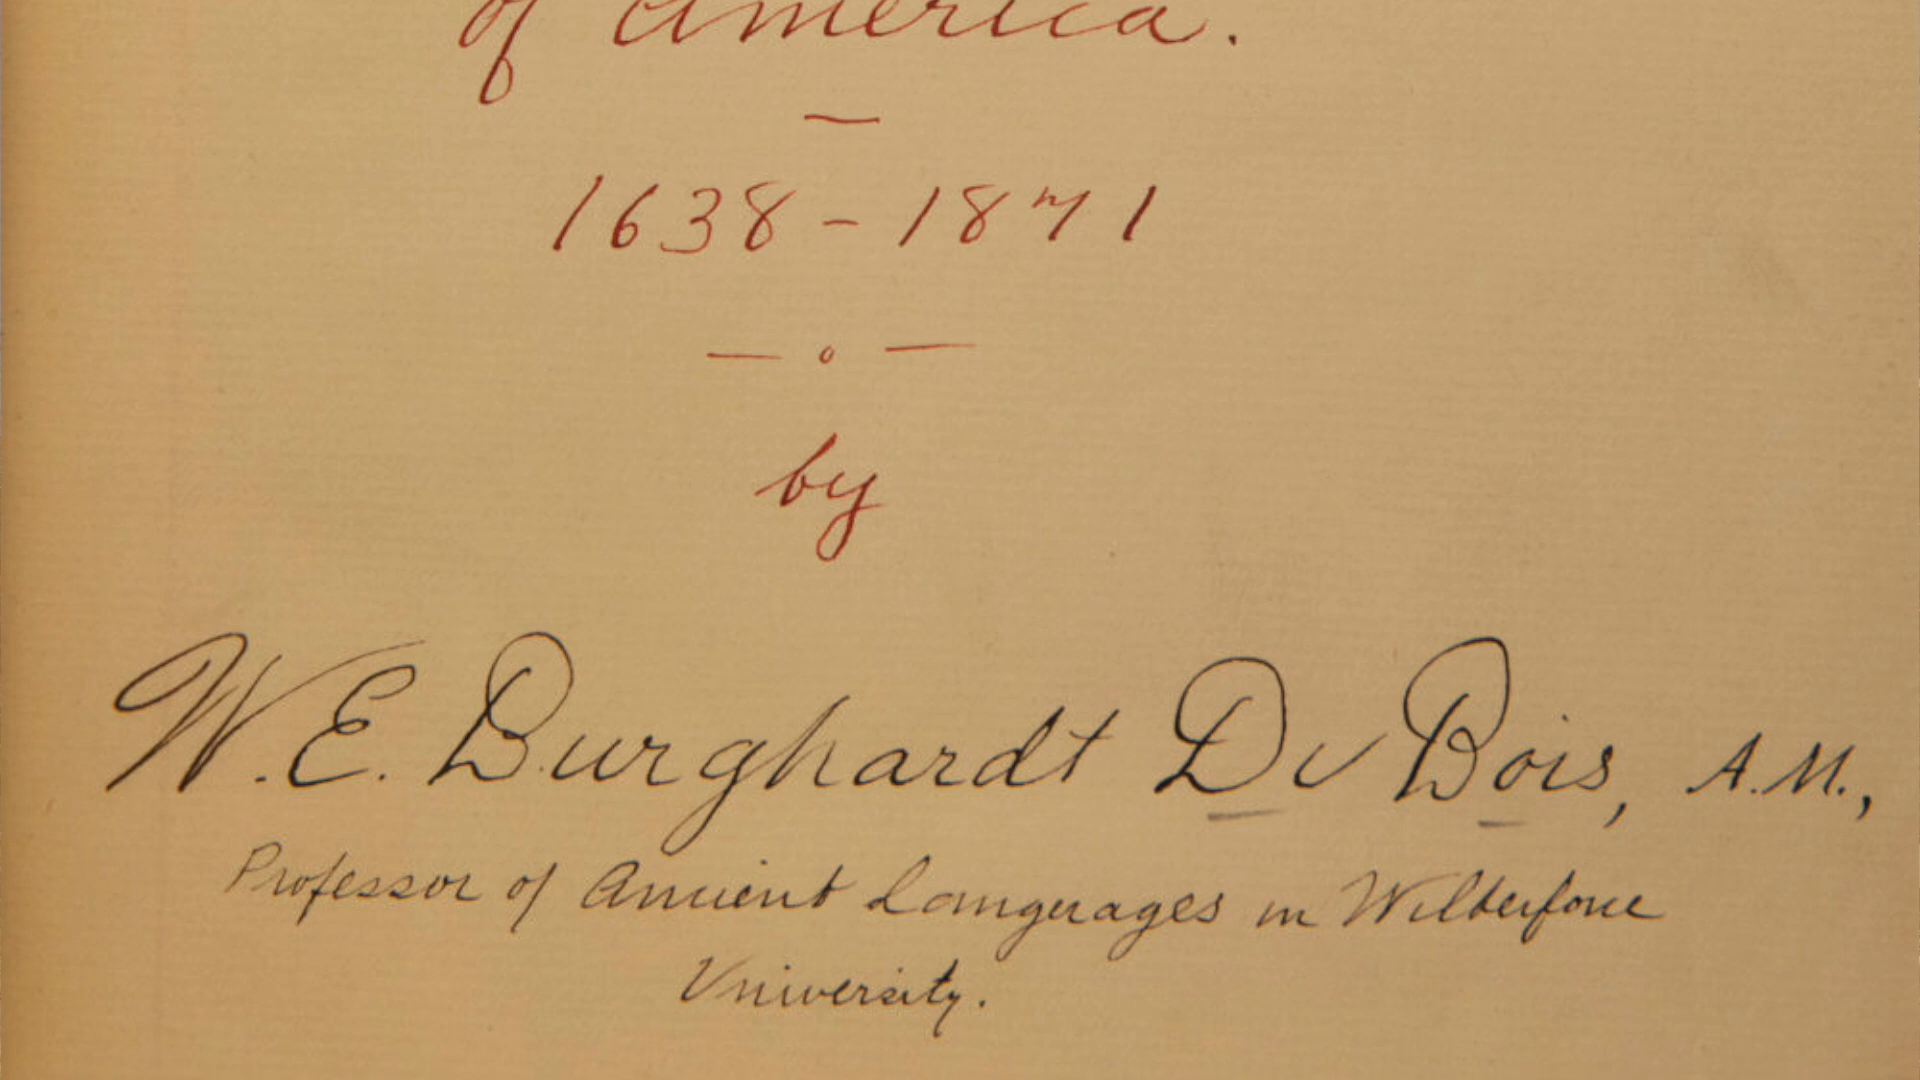 of America.
1638-1871
by
W. E. Burghardt Du Bois, A.M.,
Professor of Ancient Languages in Wilberforce
University.